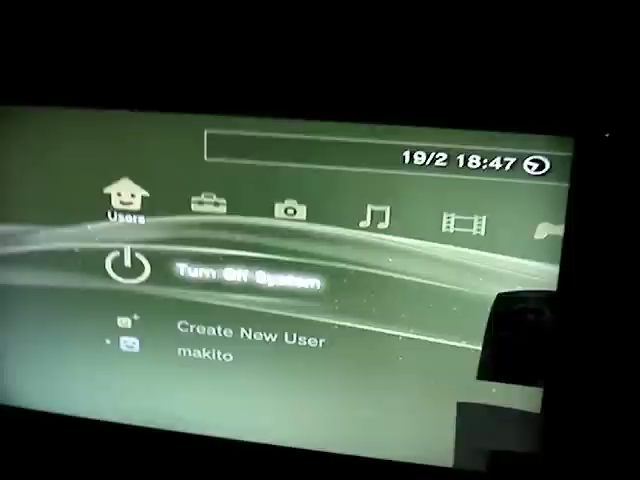 19/2 18:47
Users
Turn Off System
Create New User
makito